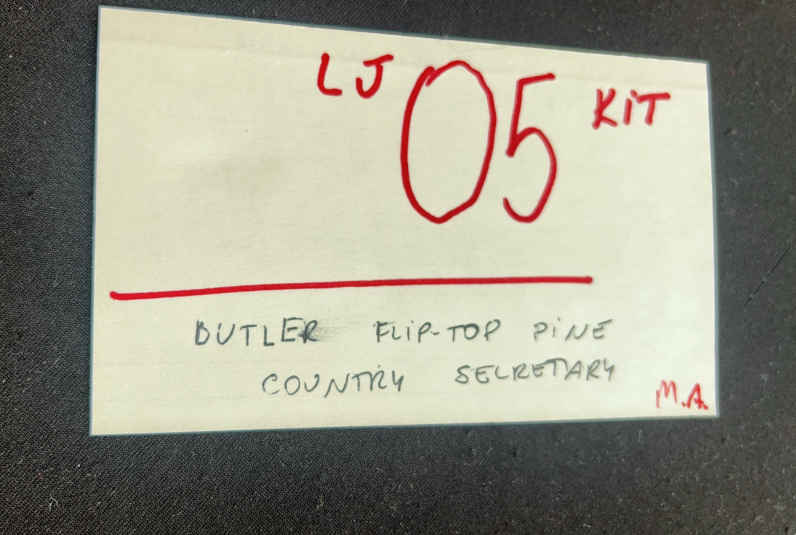 LJ 05 KiT
BUTLER FLiP-TOP PiNE
COUNTRY SECRETARY
M.A.